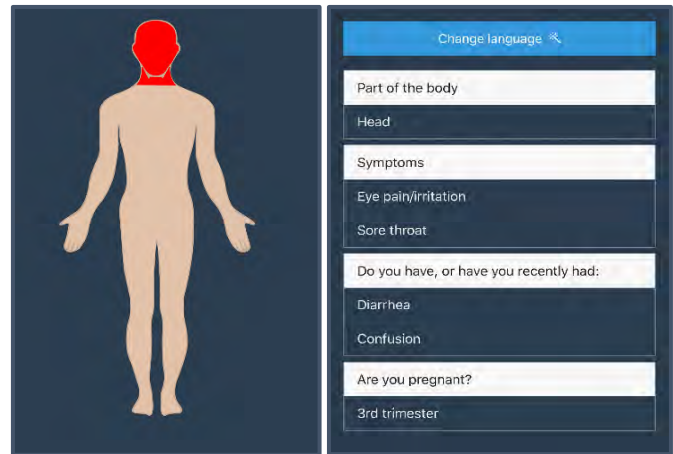 Change language
Part of the body
Head
Symptoms
Eye pain/irritation
Sore throat
Do you have, or have you recently had:
Diarrhea
Confusion
Are you pregnant?
3rd trimester